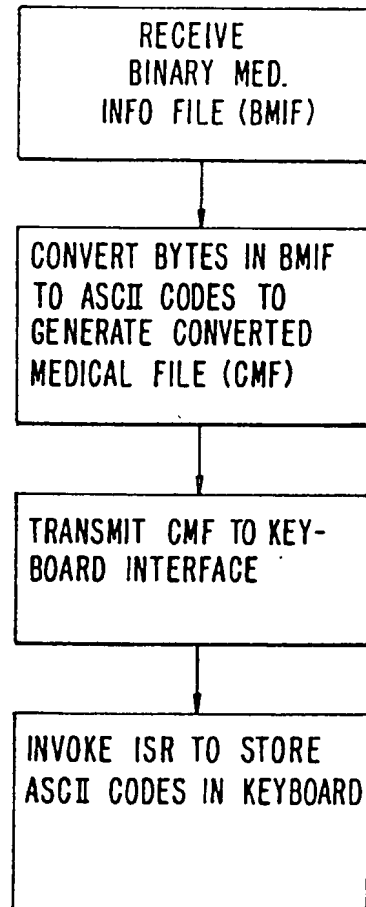 RECEIVE
BINARY MED.
INFO FILE (BMIF)
CONVERT BYTES IN BMIF
TO ASCII CODES TO
GENERATE CONVERTED
MEDICAL FILE (CMF)
TRANSMIT CMF TO KEY-
BOARD INTERFACE
INVOKE ISR TO STORE
ASCII CODES IN KEYBOARD